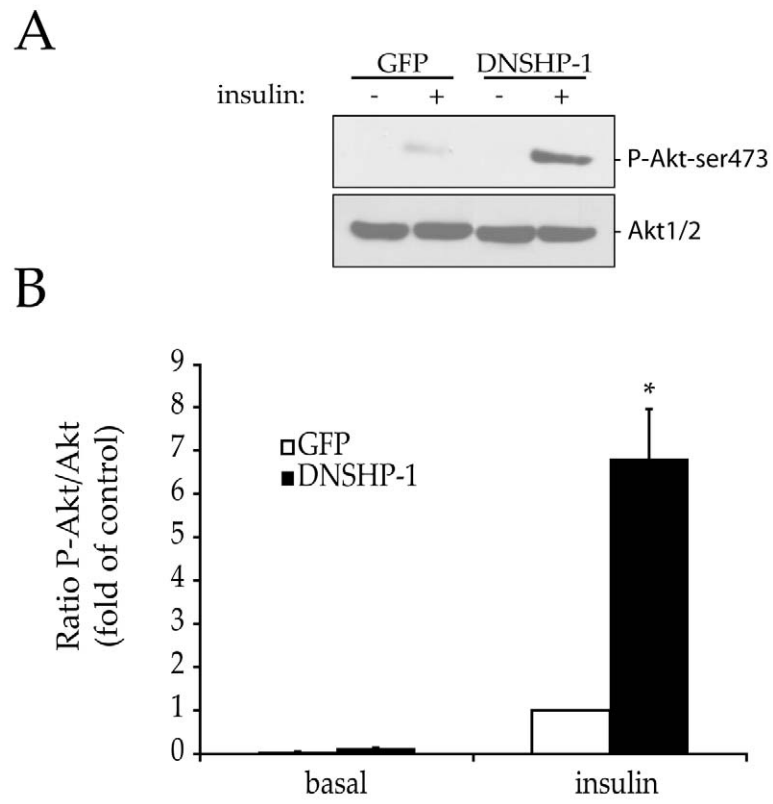 A
GFP DNSHP-1
insulin: - + - +
P-Akt-ser473
Akt1/2
B
Ratio P-Akt/Akt
(fold of control)
9
8
7
6
5
4
3
2
1
0
*
GFP
DNSHP-1
basal insulin